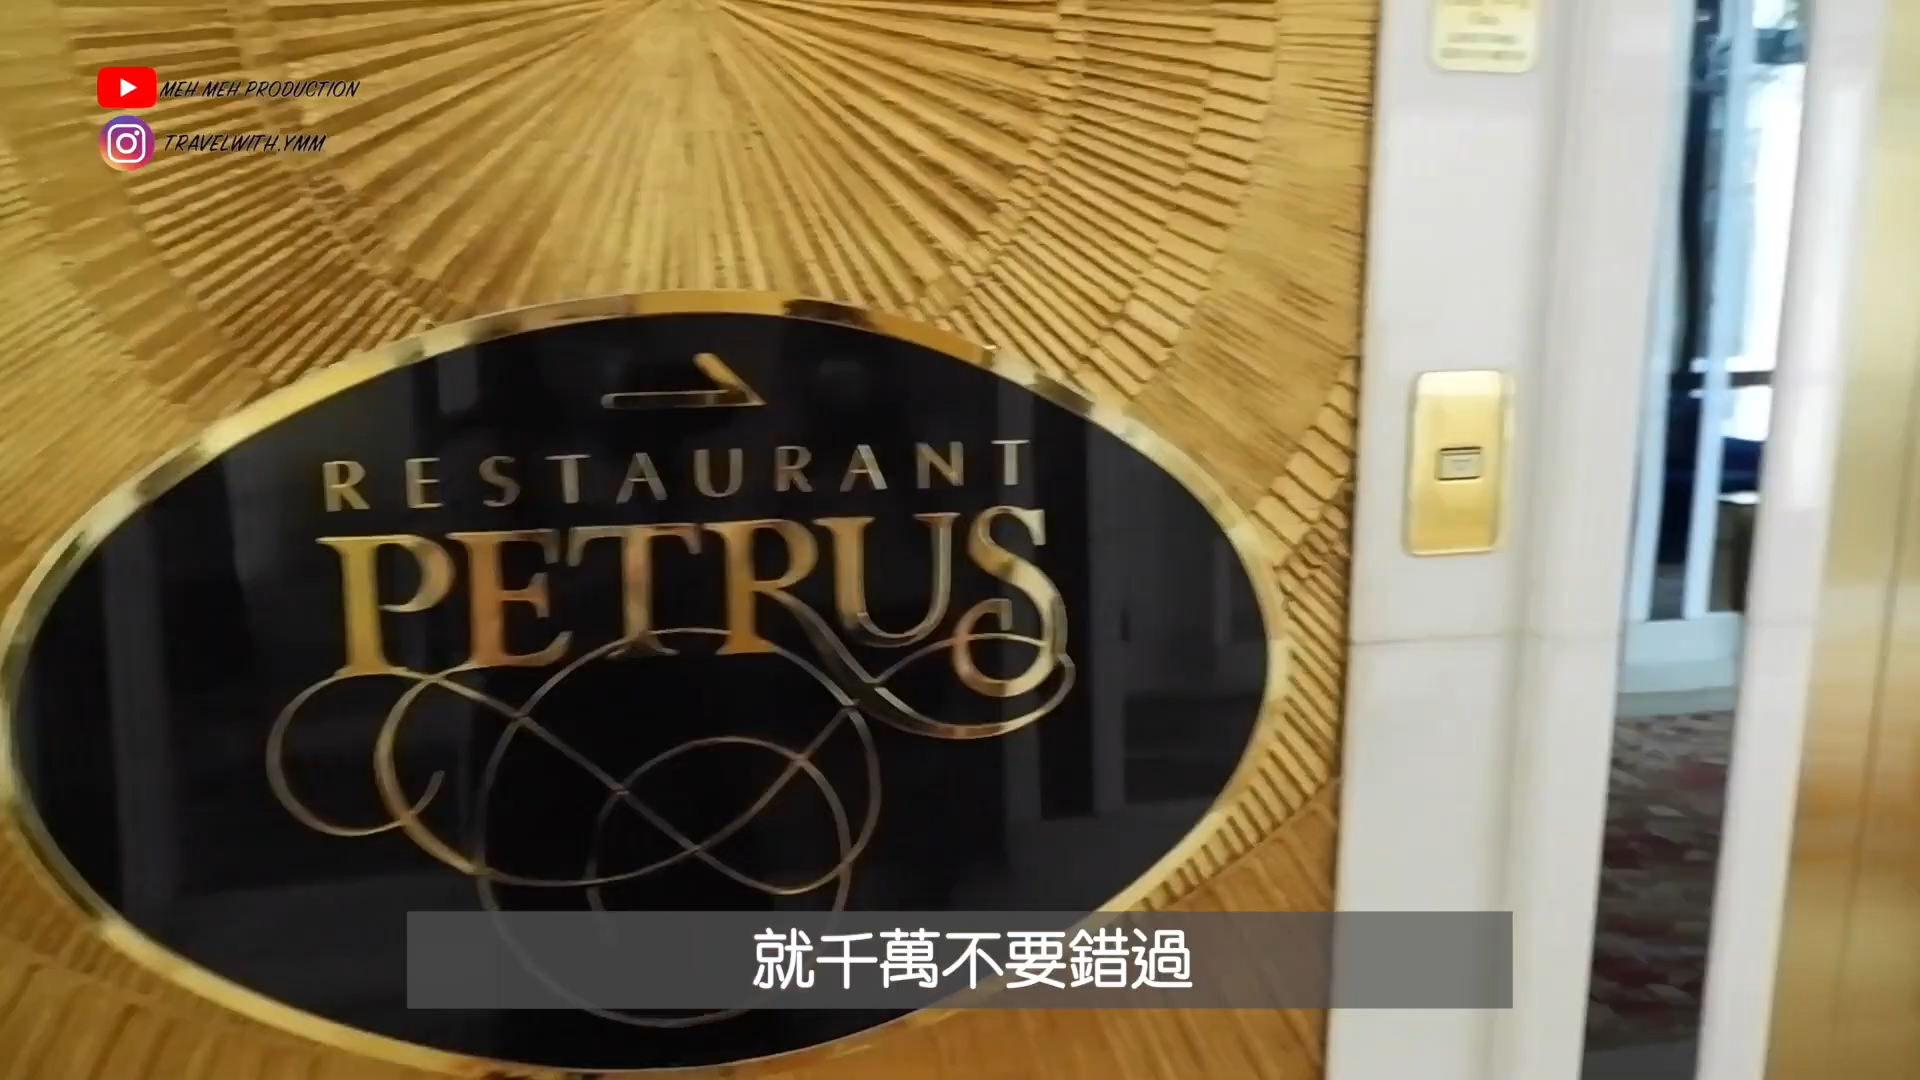 MEH MEH PRODUCTION
TRAVELWITH.YMM
RESTAURANT
PETRUS
就千萬不要錯過